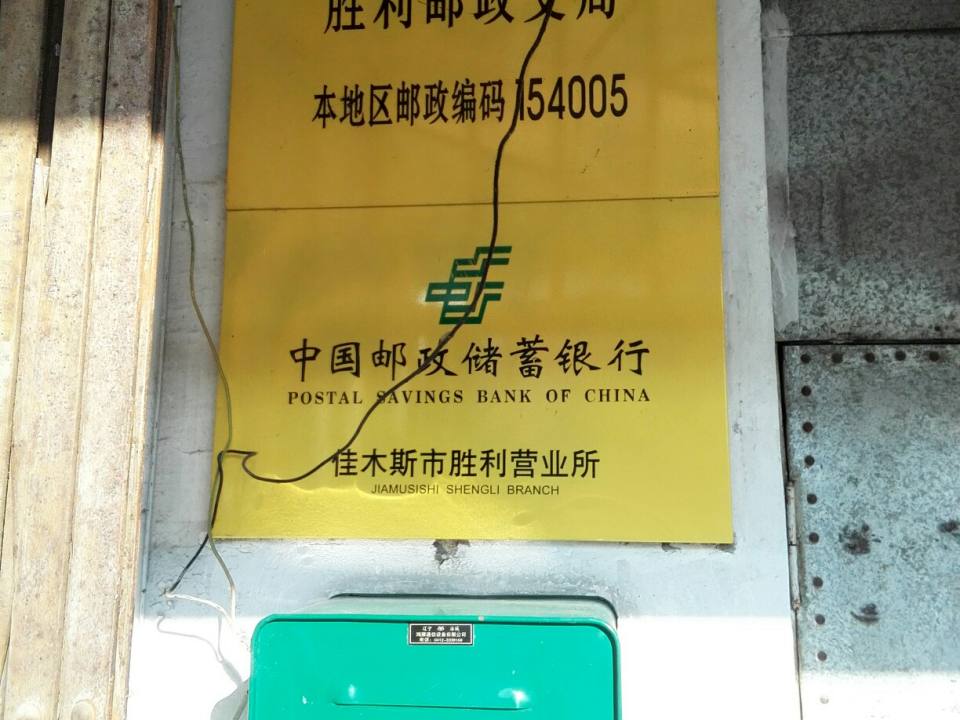 胜利邮政支局
本地区邮政编码 154005
中国邮政储蓄银行
POSTAL SAVINGS BANK OF CHINA
佳木斯市胜利营业所
JIAMUSISHI SHENGLI BRANCH